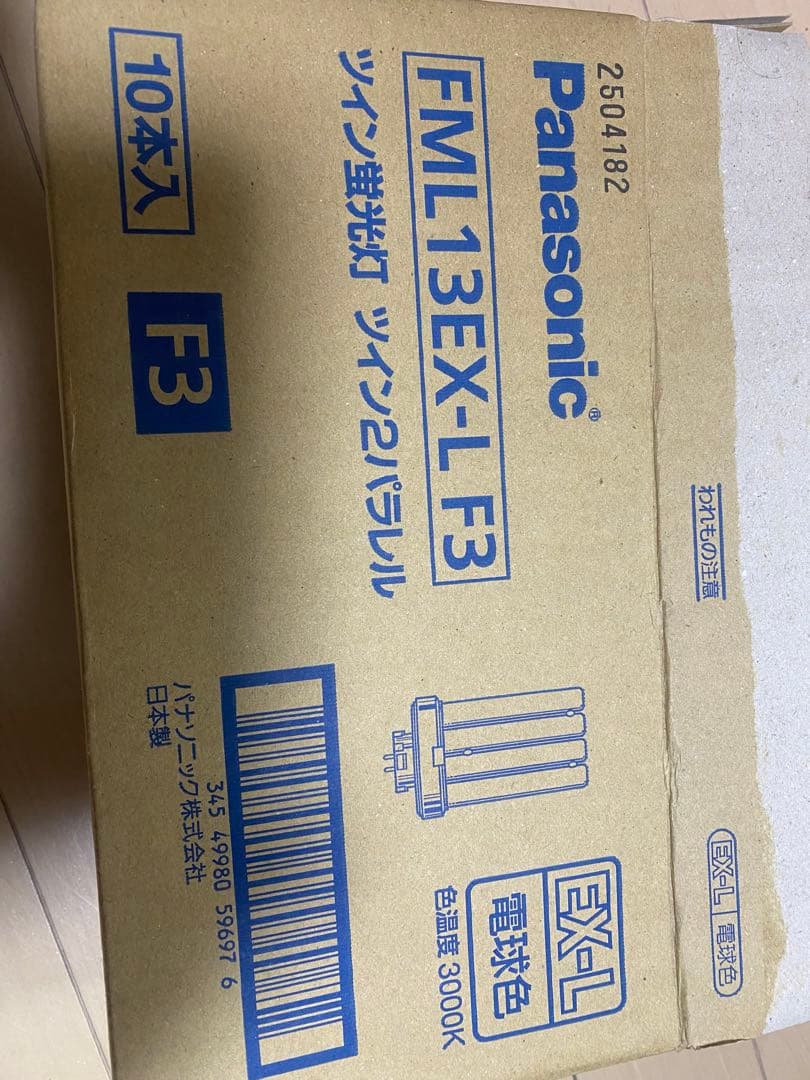 2504182
Panasonic®
FML13EX-L F3
ツイン蛍光灯 ツイン2パラレル
10本入
F3
われもの注意
EX-L 電球色
EX-L
電球色
色温度 3000K
345 49980 59697 6
パナソニック株式会社
日本製